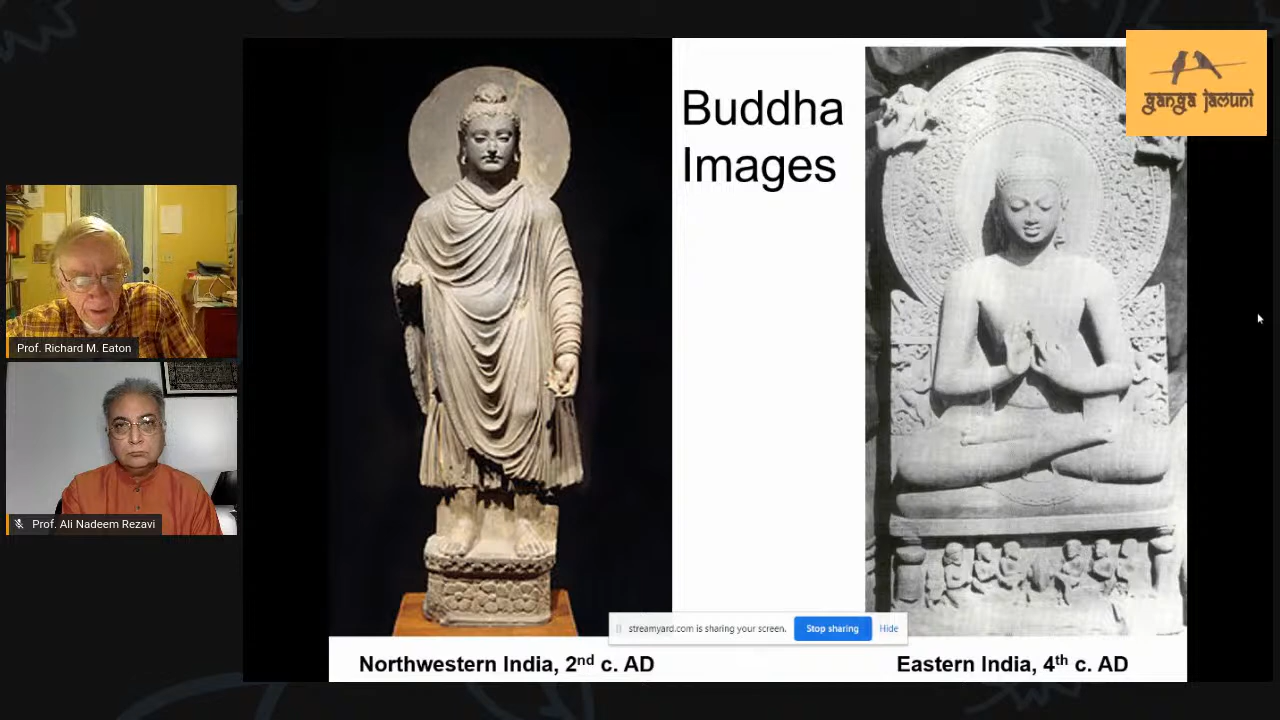 ganga jamuni
Buddha
Images
Prof. Richard M. Eaton
Prof. Ali Nadeem Rezavi
streamyard.com is sharing your screen.
Stop sharing
Hide
Northwestern India, 2nd c. AD
Eastern India, 4th c. AD